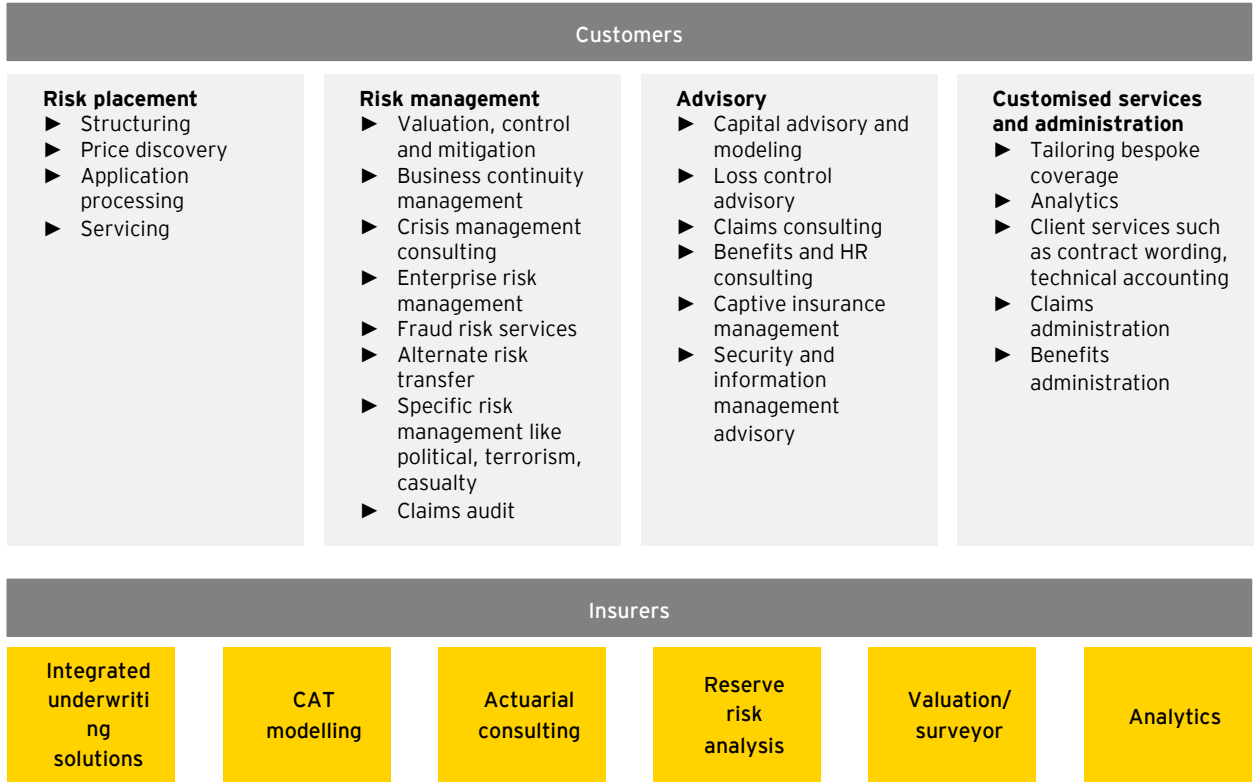 Customers
Risk placement
► Structuring
► Price discovery
► Application
processing
► Servicing
Risk management
► Valuation, control
and mitigation
► Business continuity
management
► Crisis management
consulting
► Enterprise risk
management
► Fraud risk services
► Alternate risk
transfer
► Specific risk
management like
political, terrorism,
casualty
► Claims audit
Advisory
► Capital advisory and
modeling
► Loss control
advisory
► Claims consulting
► Benefits and HR
consulting
► Captive insurance
management
► Security and
information
management
advisory
Customised services
and administration
► Tailoring bespoke
coverage
► Analytics
► Client services such
as contract wording,
technical accounting
► Claims
administration
► Benefits
administration
Insurers
Integrated
underwriti
ng
solutions
CAT
modelling
Actuarial
consulting
Reserve
risk
analysis
Valuation/
surveyor
Analytics